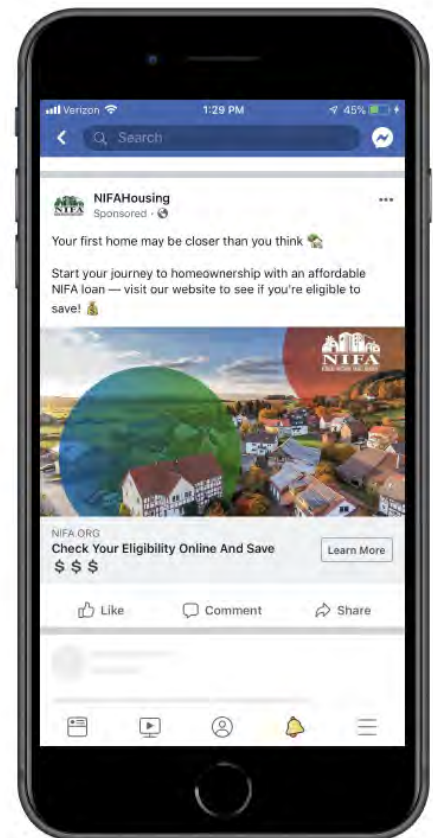 Verizon 1:29 PM 45%
Search
NIFAHousing
NIFA Sponsored
Your first home may be closer than you think 🏡
Start your journey to homeownership with an affordable
NIFA loan — visit our website to see if you're eligible to
save! 💰
NIFA
NIFA.ORG
Check Your Eligibility Online And Save
$ $ $
Learn More
Like Comment Share